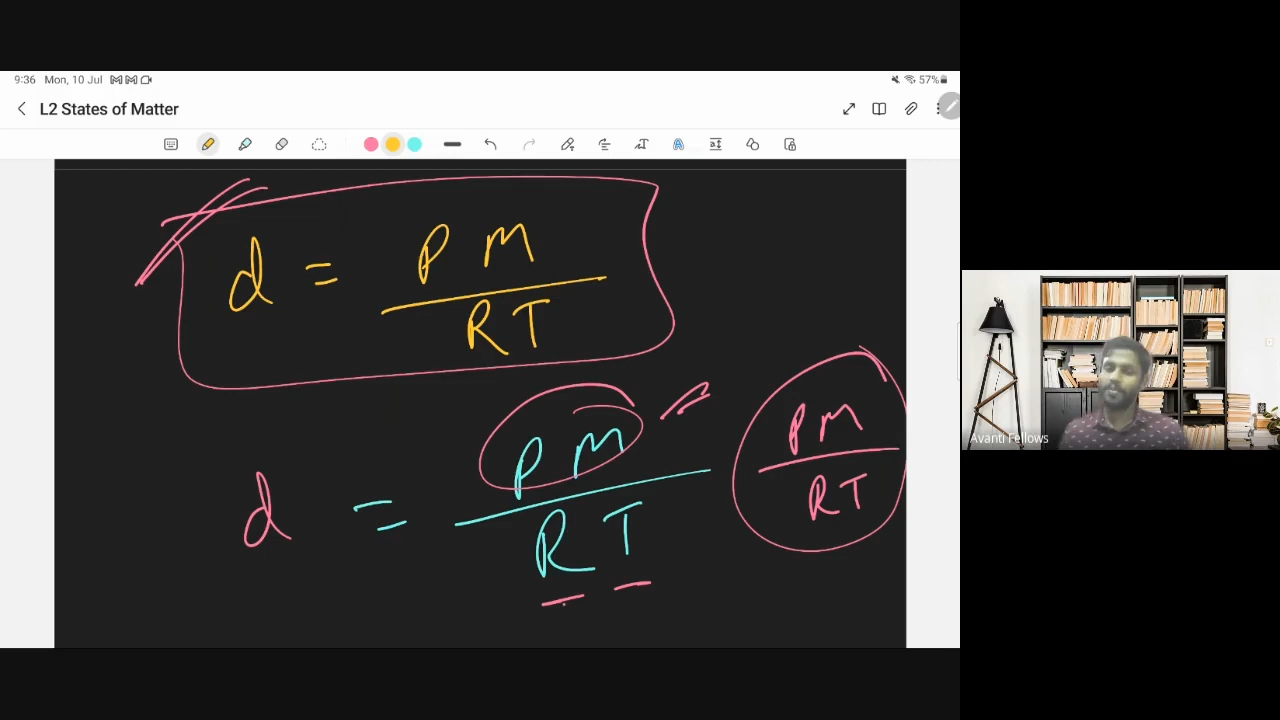 9:36 Mon, 10 Jul 57%
L2 States of Matter
d = PM
RT
d = PM
RT
PM
RT
Avanti Fellows